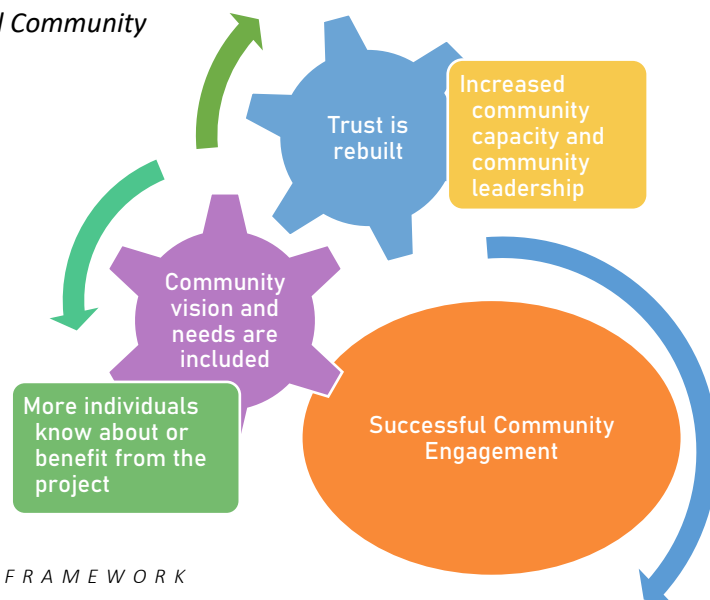 Community
Trust is
rebuilt
Increased
community
capacity and
community
leadership
Community
vision and
needs are
included
More individuals
know about or
benefit from the
project
Successful Community
Engagement
FRAMEWORK